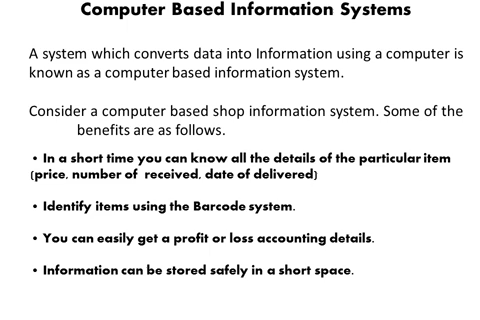 Computer Based Information Systems
A system which converts data into Information using a computer is
known as a computer based information system.
Consider a computer based shop information system. Some of the
benefits are as follows.
• In a short time you can know all the details of the particular item
(price, number of received, date of delivered)
• Identify items using the Barcode system.
• You can easily get a profit or loss accounting details.
• Information can be stored safely in a short space.